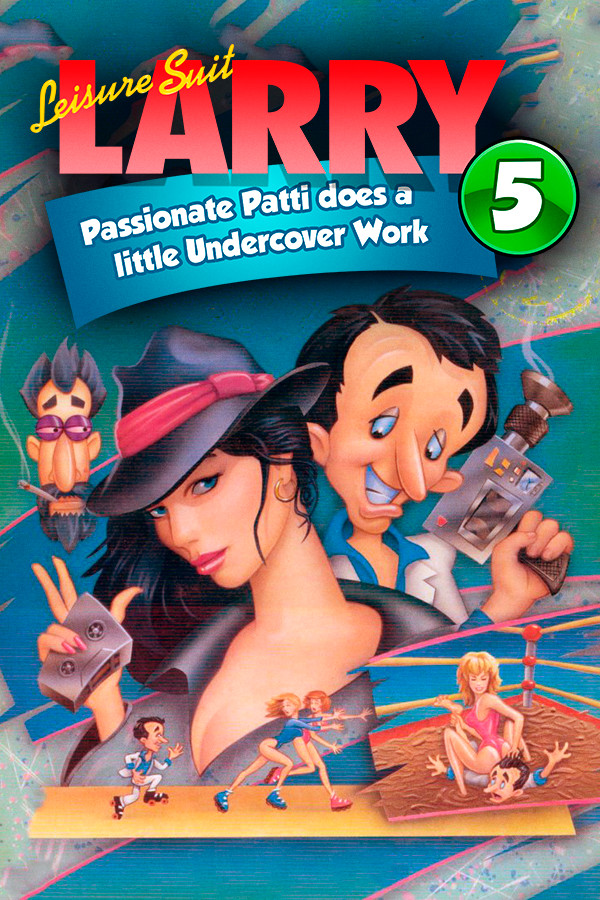 Leisure Suit
LARRY
5
Passionate Patti does a
little Undercover Work